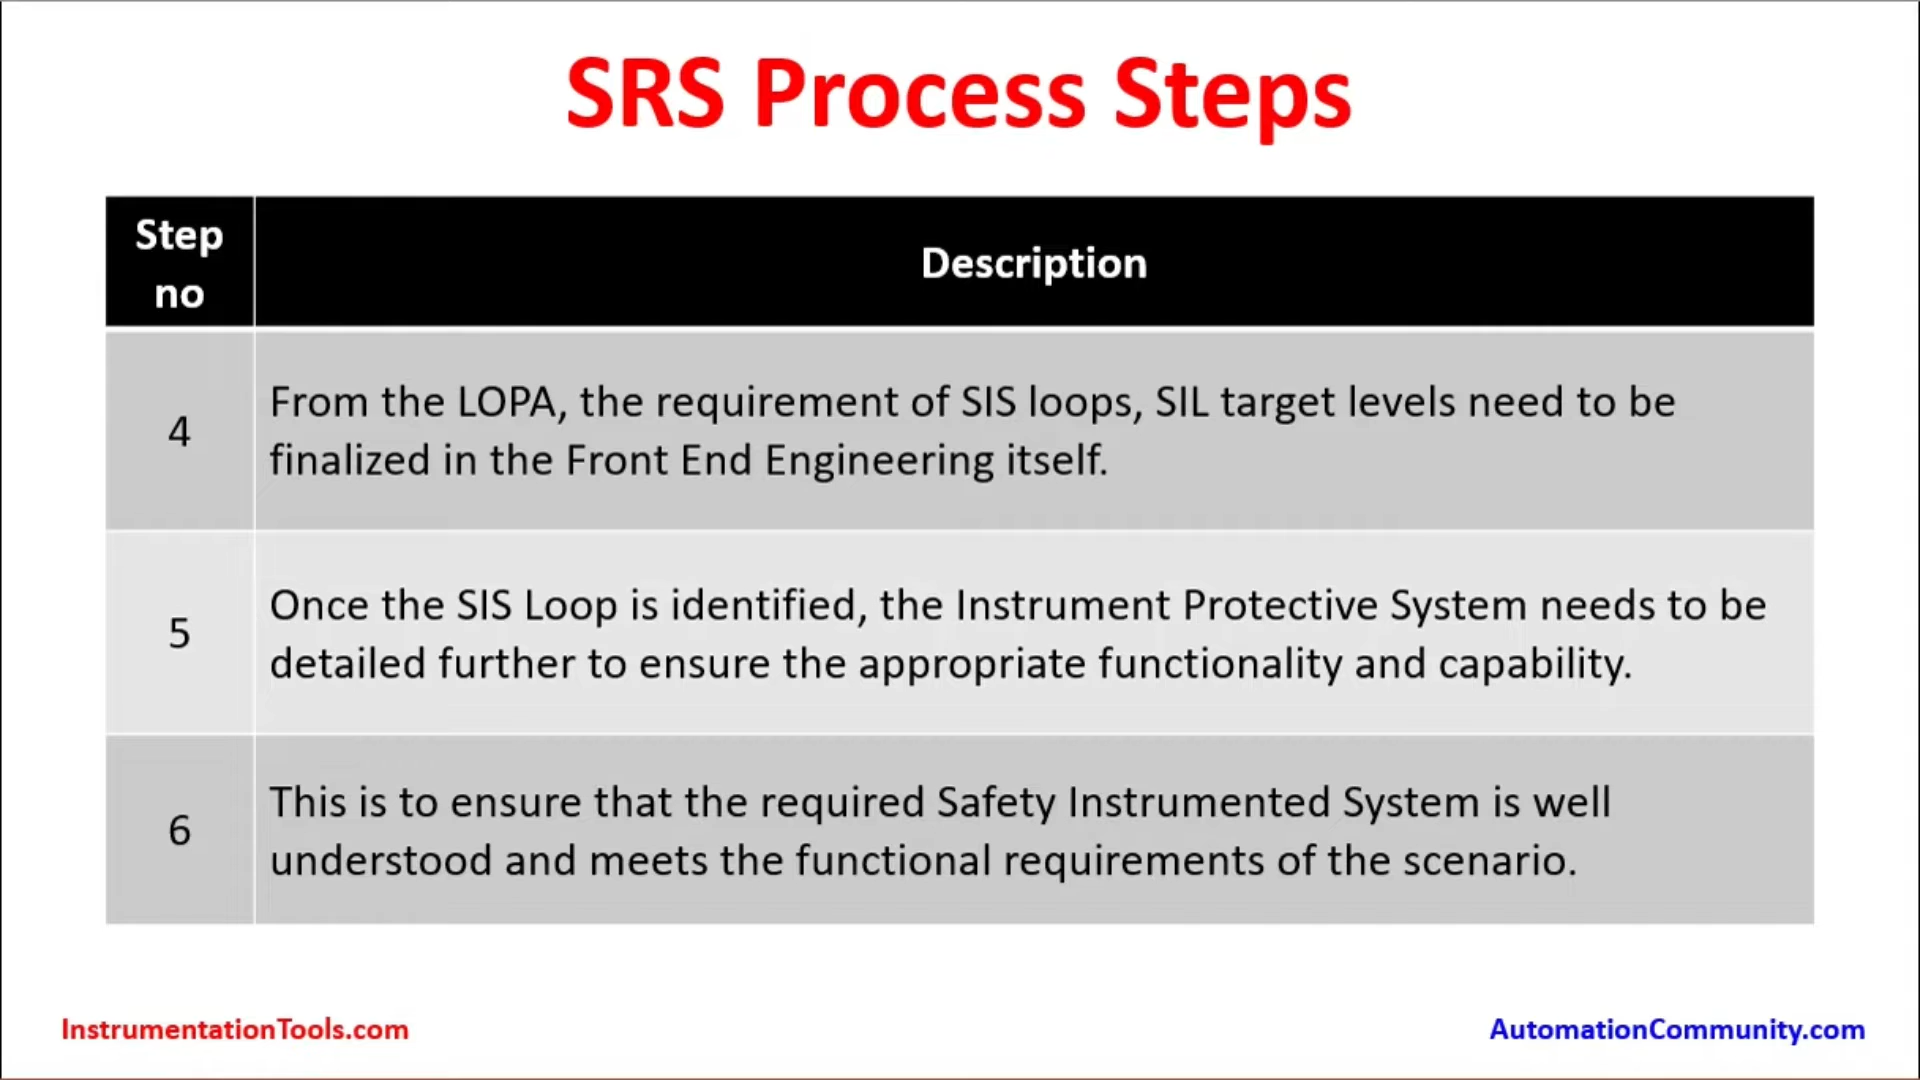 SRS Process Steps
Step
no
Description
4
From the LOPA, the requirement of SIS loops, SIL target levels need to be
finalized in the Front End Engineering itself.
5
Once the SIS Loop is identified, the Instrument Protective System needs to be
detailed further to ensure the appropriate functionality and capability.
6
This is to ensure that the required Safety Instrumented System is well
understood and meets the functional requirements of the scenario.
InstrumentationTools.com
AutomationCommunity.com